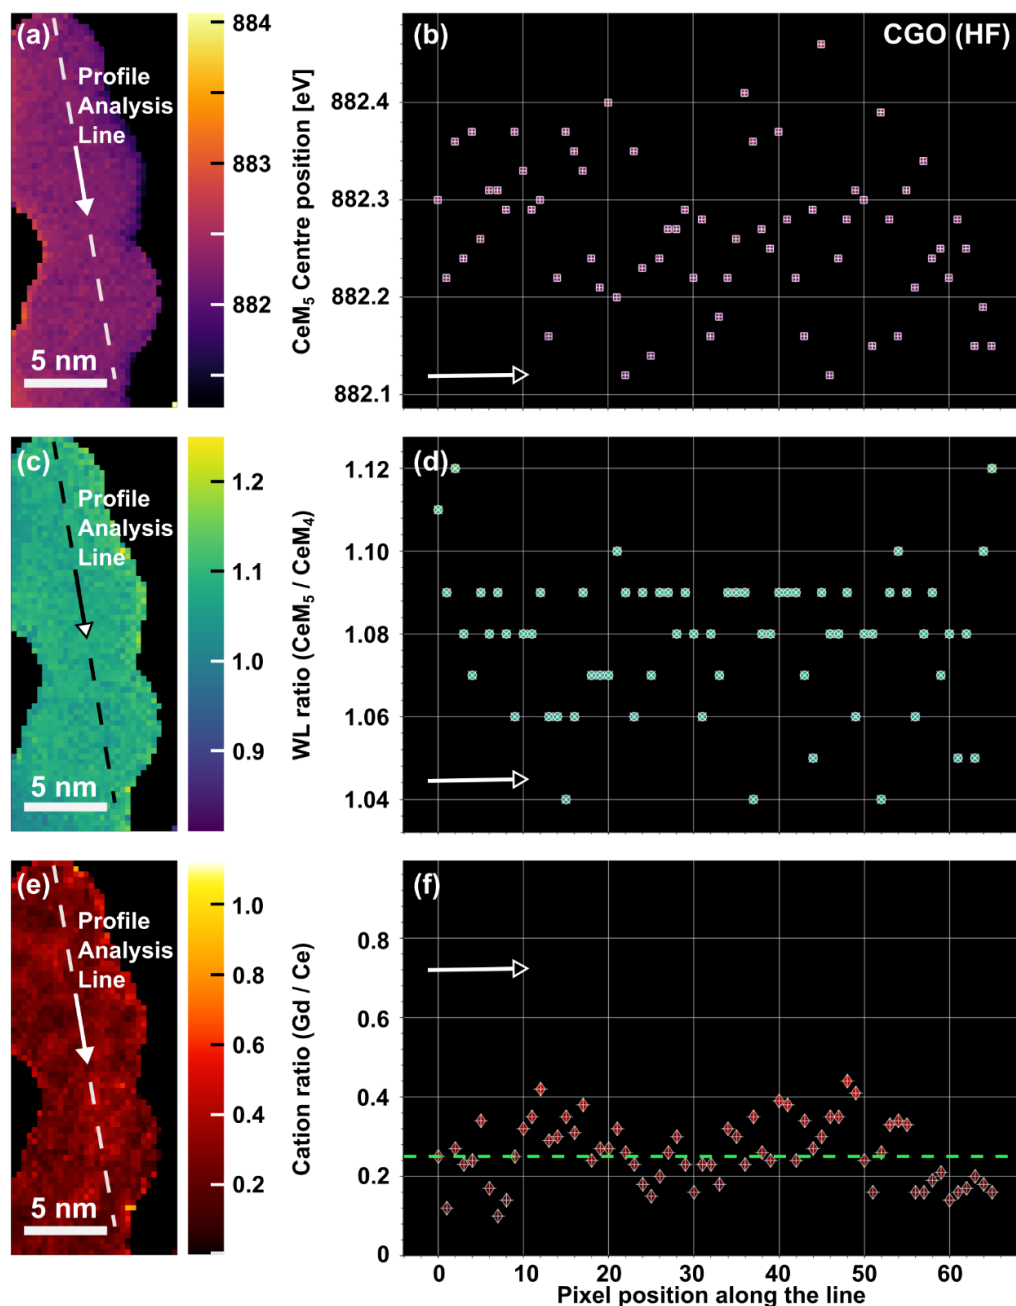 (a)
Profile
Analysis
Line
5 nm
884
883
882
CeM₅ Centre position [eV]
(b)
CGO (HF)
882.4
882.3
882.2
882.1
(c)
Profile
Analysis
Line
5 nm
1.2
1.1
1.0
0.9
WL ratio (CeM₅ / CeM₄)
(d)
1.12
1.10
1.08
1.06
1.04
(e)
Profile
Analysis
Line
5 nm
1.0
0.8
0.6
0.4
0.2
Cation ratio (Gd / Ce)
(f)
0.8
0.6
0.4
0.2
0
0 10 20 30 40 50 60
Pixel position along the line